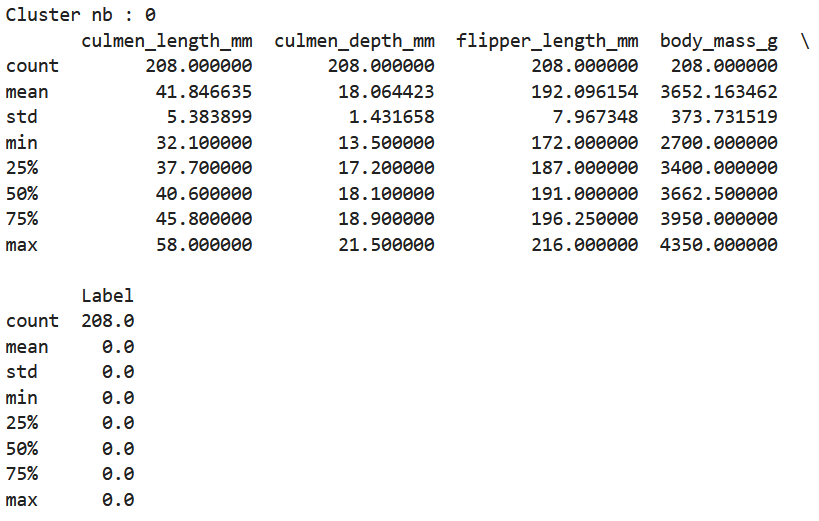 Cluster nb : 0
       culmen_length_mm  culmen_depth_mm  flipper_length_mm  body_mass_g  \
count        208.000000       208.000000         208.000000   208.000000
mean          41.846635        18.064423         192.096154  3652.163462
std            5.383899         1.431658           7.967348   373.731519
min           32.100000        13.500000         172.000000  2700.000000
25%           37.700000        17.200000         187.000000  3400.000000
50%           40.600000        18.100000         191.000000  3662.500000
75%           45.800000        18.900000         196.250000  3950.000000
max           58.000000        21.500000         216.000000  4350.000000

       Label
count  208.0
mean     0.0
std      0.0
min      0.0
25%      0.0
50%      0.0
75%      0.0
max      0.0